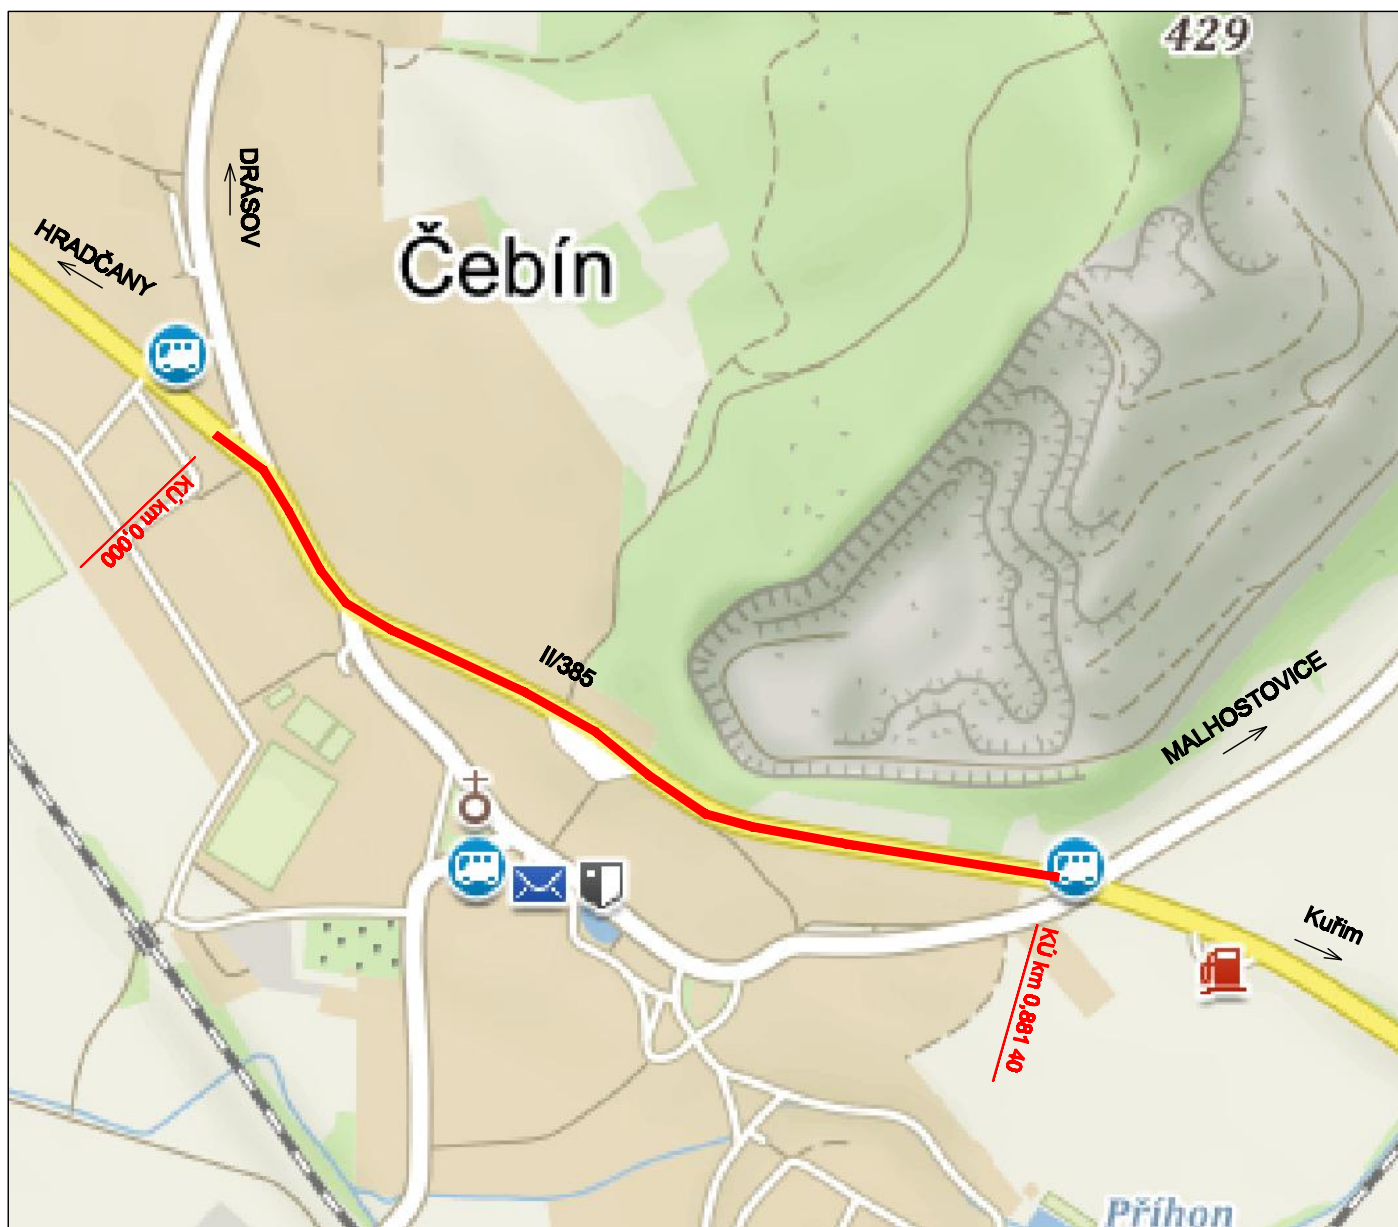 429
DRÁSOV
HRADČANY
Čebín
KÚ km 0,000
II/385
MALHOSTOVICE
Kuřim
KÚ km 0,881 40
Příhon